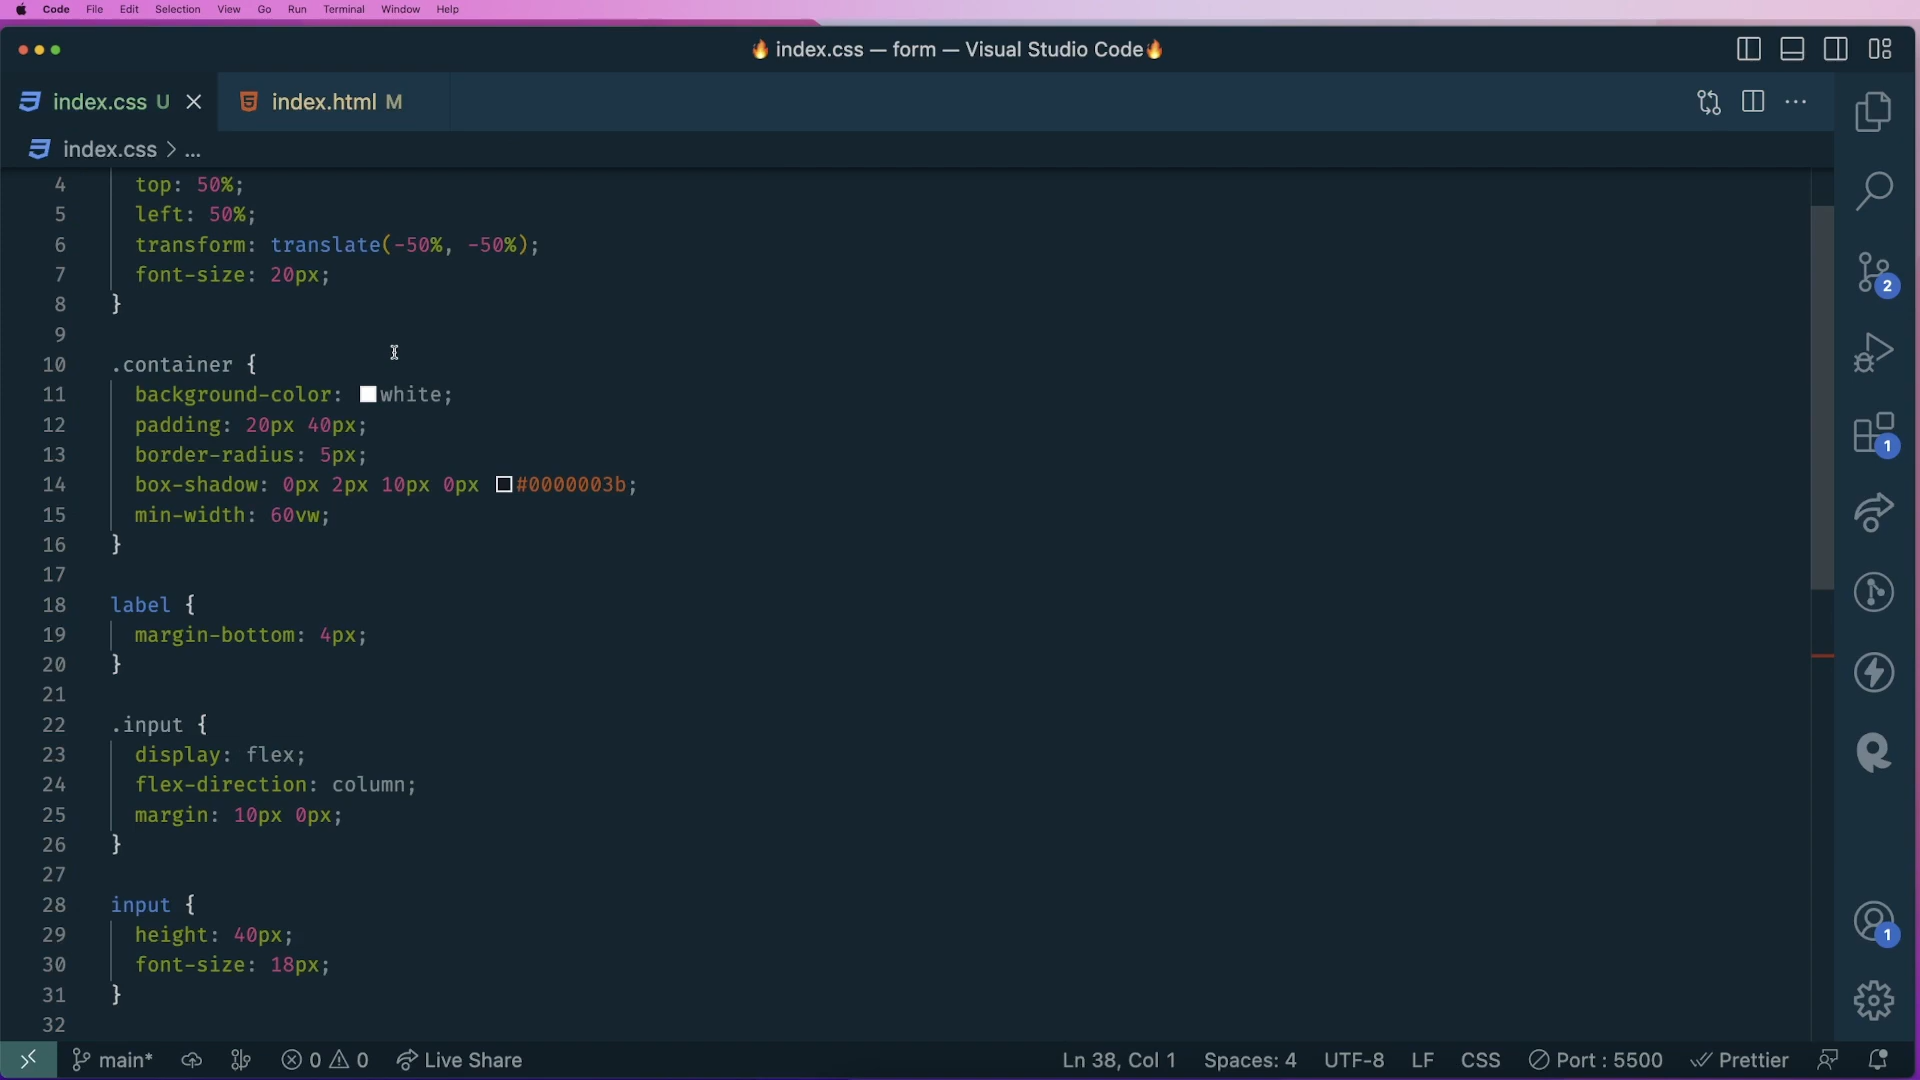 Code File Edit Selection View Go Run Terminal Window Help
🔥 index.css — form — Visual Studio Code🔥
index.css U index.html M
index.css > ...
4 top: 50%;
5 left: 50%;
6 transform: translate(-50%, -50%);
7 font-size: 20px;
8 }
9
10 .container {
11 background-color: white;
12 padding: 20px 40px;
13 border-radius: 5px;
14 box-shadow: 0px 2px 10px 0px #0000003b;
15 min-width: 60vw;
16 }
17
18 label {
19 margin-bottom: 4px;
20 }
21
22 .input {
23 display: flex;
24 flex-direction: column;
25 margin: 10px 0px;
26 }
27
28 input {
29 height: 40px;
30 font-size: 18px;
31 }
32
2
1
1
main* 0 0 Live Share Ln 38, Col 1 Spaces: 4 UTF-8 LF CSS Port : 5500 Prettier